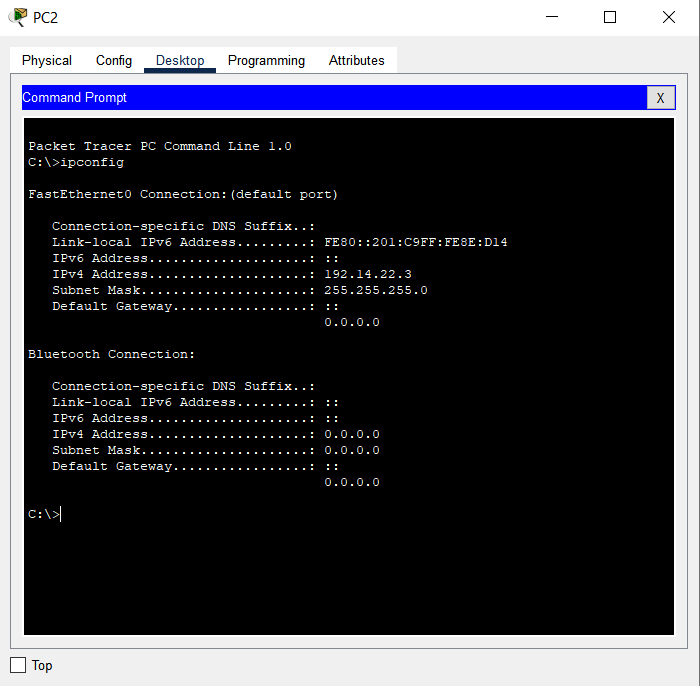 PC2
Physical Config Desktop Programming Attributes
Command Prompt X
Packet Tracer PC Command Line 1.0
C:\>ipconfig
FastEthernet0 Connection:(default port)
Connection-specific DNS Suffix..:
Link-local IPv6 Address.........: FE80::201:C9FF:FE8E:D14
IPv6 Address....................: ::
IPv4 Address....................: 192.14.22.3
Subnet Mask.....................: 255.255.255.0
Default Gateway.................: ::
0.0.0.0
Bluetooth Connection:
Connection-specific DNS Suffix..:
Link-local IPv6 Address.........: ::
IPv6 Address....................: ::
IPv4 Address....................: 0.0.0.0
Subnet Mask.....................: 0.0.0.0
Default Gateway.................: ::
0.0.0.0
C:\>
Top